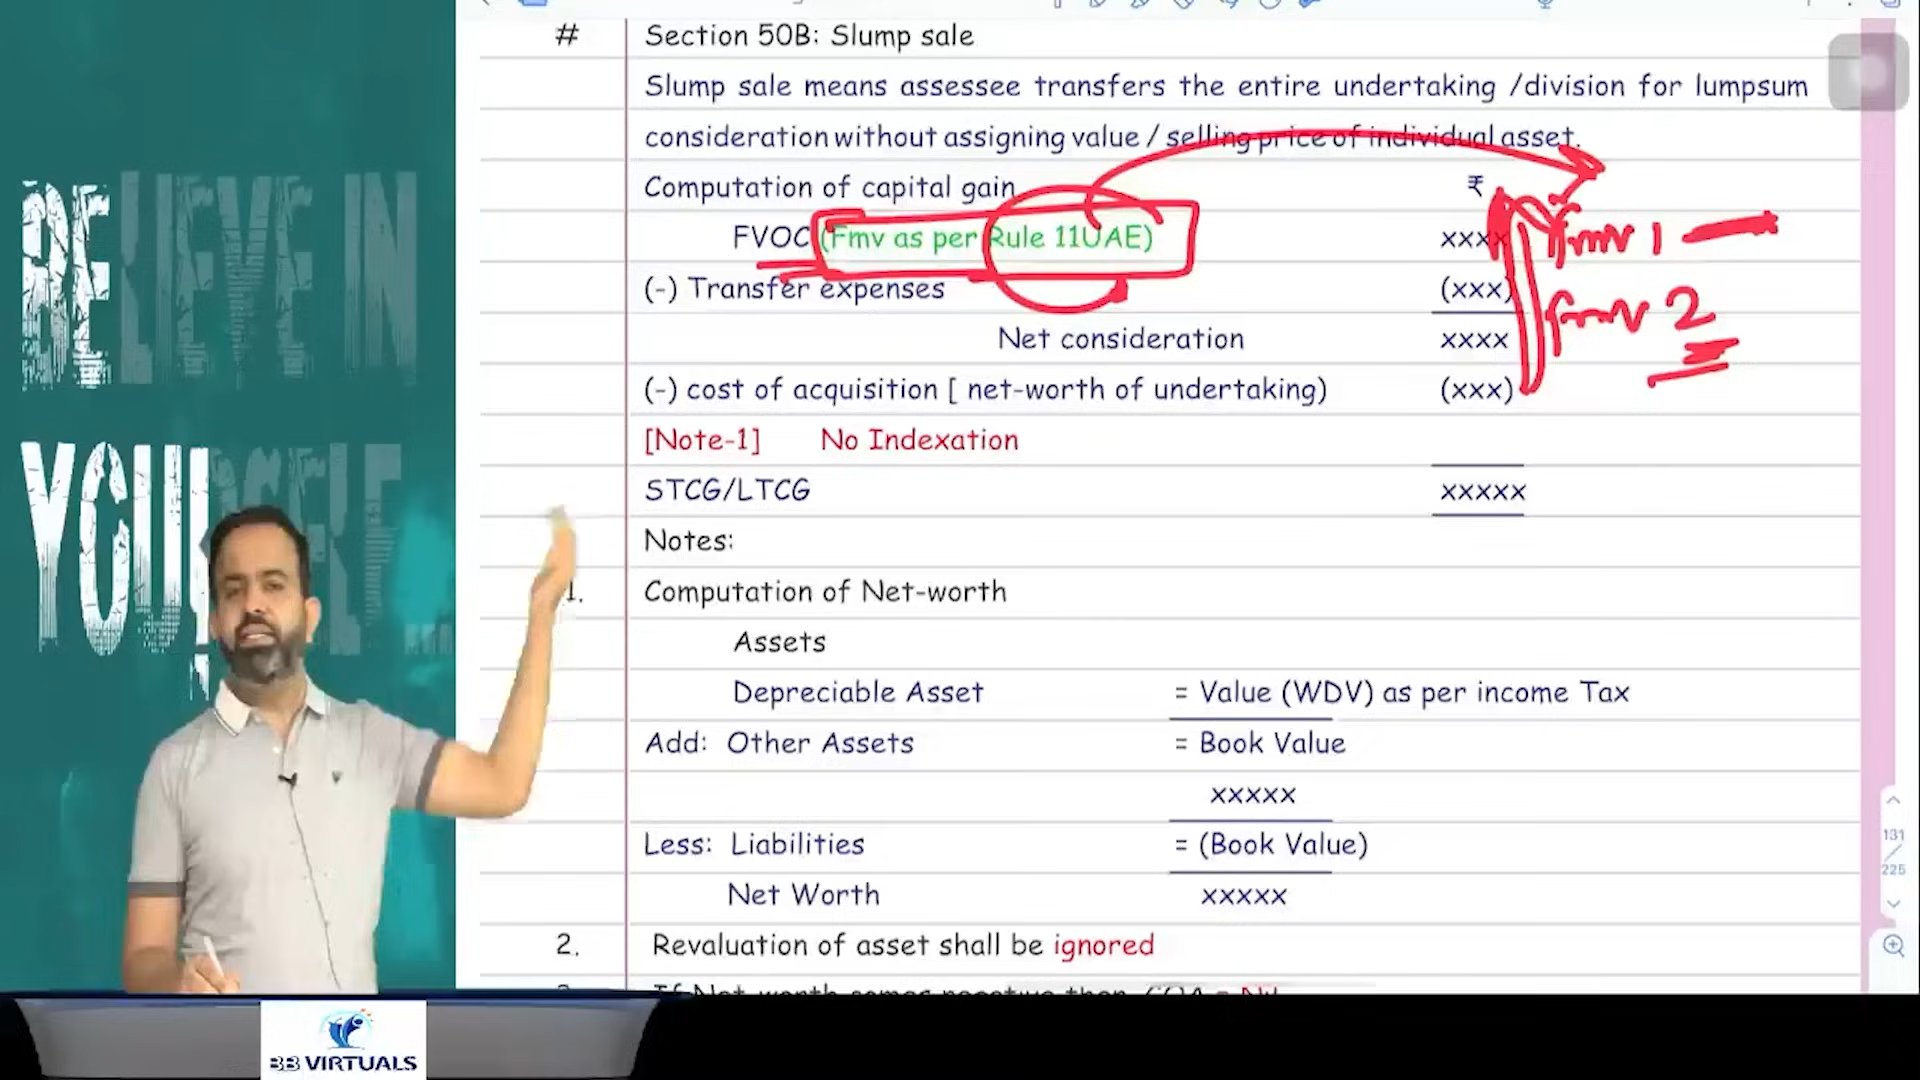 BELIEVE IN
YOURSELF
# Section 50B: Slump sale
Slump sale means assessee transfers the entire undertaking /division for lumpsum
consideration without assigning value / selling price of individual asset.
Computation of capital gain ₹
FVOC (Fmv as per Rule 11UAE) xxxx fmv 1
(-) Transfer expenses (xxx) fmv 2
Net consideration xxxx
(-) cost of acquisition [ net-worth of undertaking) (xxx)
[Note-1] No Indexation
STCG/LTCG xxxxx
Notes:
1. Computation of Net-worth
Assets
Depreciable Asset = Value (WDV) as per income Tax
Add: Other Assets = Book Value
xxxxx
Less: Liabilities = (Book Value)
Net Worth xxxxx
2. Revaluation of asset shall be ignored
131
225
BB VIRTUALS